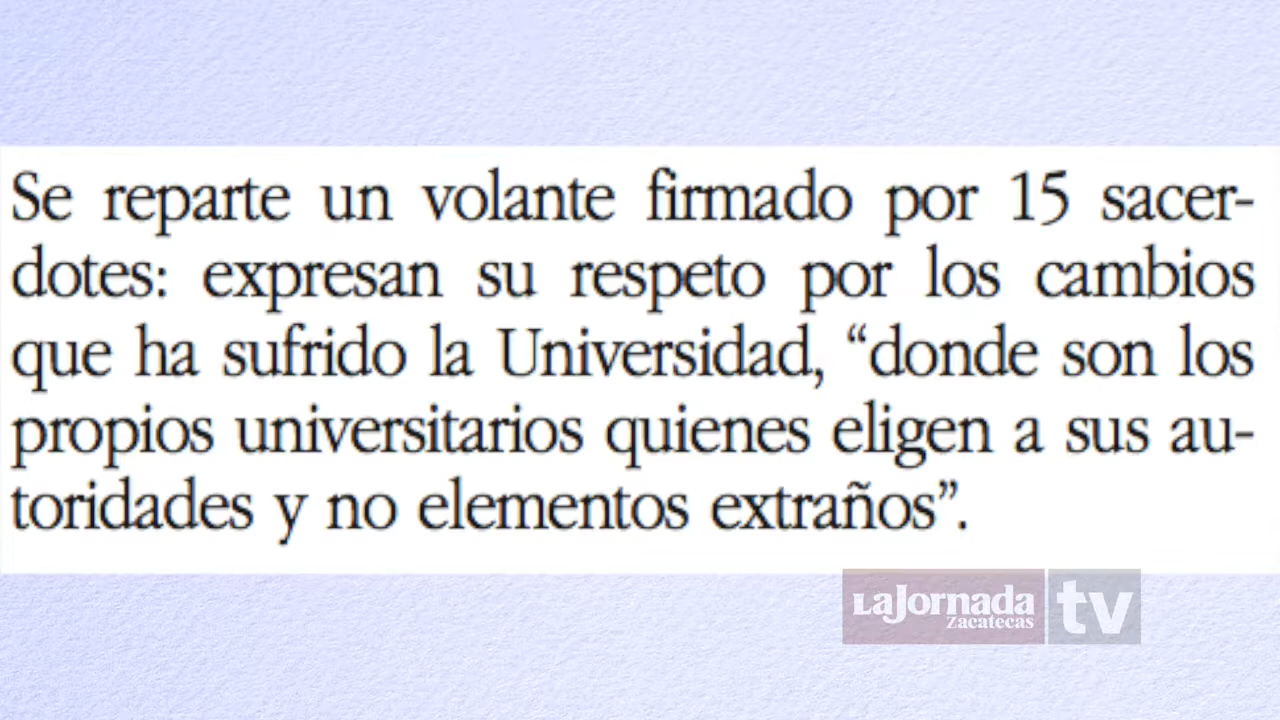 Se reparte un volante firmado por 15 sacer-
dotes: expresan su respeto por los cambios
que ha sufrido la Universidad, “donde son los
propios universitarios quienes eligen a sus au-
toridades y no elementos extraños”.
LaJornada
Zacatecas
tv